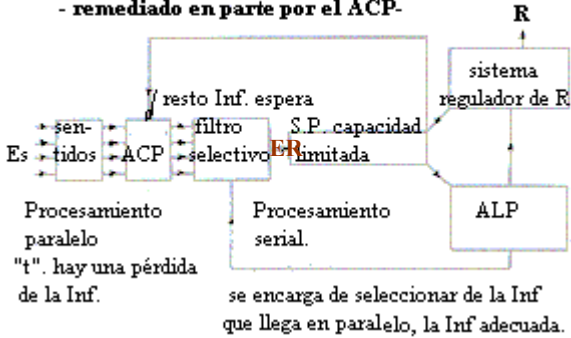 - remediado en parte por el ACP-
R
sistema
regulador de R
resto Inf. espera
sen-
tidos
Es
ACP
filtro
selectivo
ER
S.P. capacidad
limitada
ALP
Procesamiento
paralelo
"t". hay una pérdida
de la Inf.
Procesamiento
serial.
se encarga de seleccionar de la Inf
que llega en paralelo, la Inf adecuada.